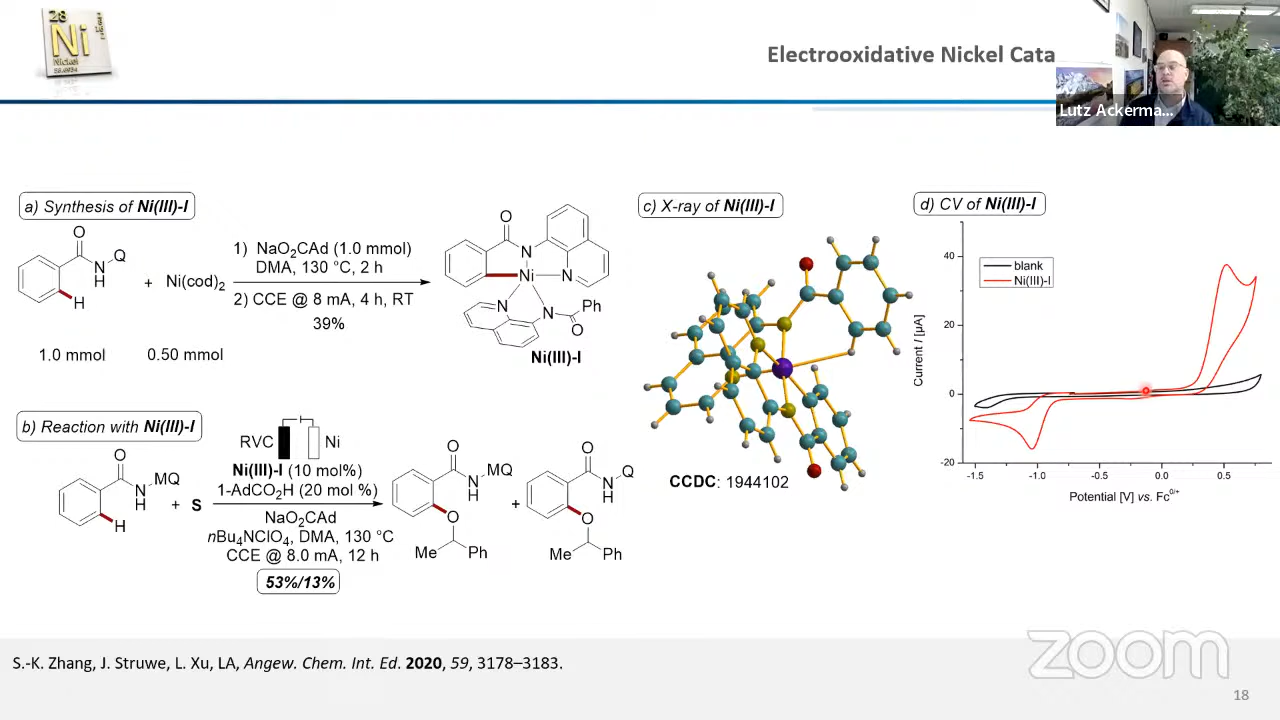 28
Ni
Nickel
Electrooxidative Nickel Cata
Lutz Ackerma...
a) Synthesis of Ni(III)-I
O
N
H
Q
H
1.0 mmol
+
Ni(cod)2
0.50 mmol
1) NaO2CAd (1.0 mmol)
DMA, 130 °C, 2 h
2) CCE @ 8 mA, 4 h, RT
39%
O
N
Ni
N
N
N
Ph
O
Ni(III)-I
b) Reaction with Ni(III)-I
O
N
H
MQ
H
+ S
RVC
Ni
Ni(III)-I (10 mol%)
1-AdCO2H (20 mol %)
NaO2CAd
nBu4NClO4, DMA, 130 °C
CCE @ 8.0 mA, 12 h
53%/13%
O
N
H
MQ
O
Me
Ph
+
O
N
H
Q
O
Me
Ph
c) X-ray of Ni(III)-I
CCDC: 1944102
d) CV of Ni(III)-I
blank
Ni(III)-I
Current I [µA]
40
20
0
-20
-1.5
-1.0
-0.5
0.0
0.5
Potential [V] vs. Fc0/+
S.-K. Zhang, J. Struwe, L. Xu, LA, Angew. Chem. Int. Ed. 2020, 59, 3178–3183.
zoom
18